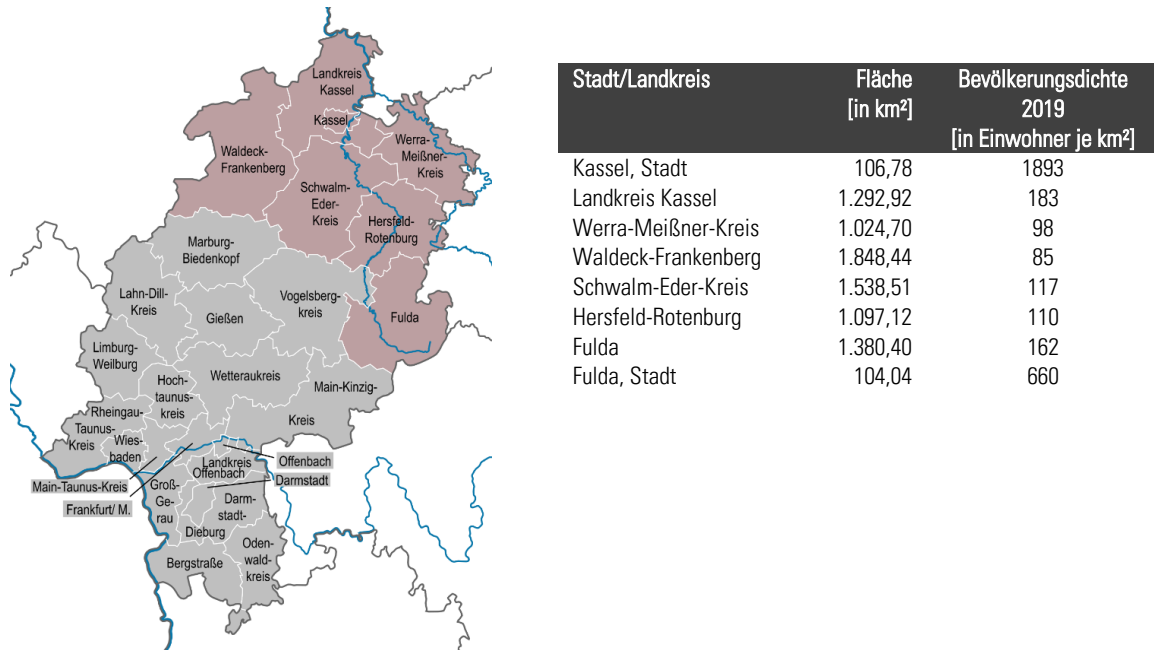 Landkreis
Kassel
Kassel
Werra-
Meißner-
Kreis
Waldeck-
Frankenberg
Schwalm-
Eder-
Kreis
Hersfeld-
Rotenburg
Marburg-
Biedenkopf
Lahn-Dill-
Kreis
Gießen
Vogelsberg-
kreis
Fulda
Limburg-
Weilburg
Wetteraukreis
Hoch-
taunus-
kreis
Main-Kinzig-
Kreis
Rheingau-
Taunus-
Kreis
Wies-
baden
Offenbach
Landkreis
Offenbach
Darmstadt
Main-Taunus-Kreis
Frankfurt/ M.
Groß-
Ge-
rau
Darm-
stadt-
Dieburg
Oden-
wald-
kreis
Bergstraße
Stadt/Landkreis Fläche Bevölkerungsdichte
[in km²] 2019
[in Einwohner je km²]
Kassel, Stadt 106,78 1893
Landkreis Kassel 1.292,92 183
Werra-Meißner-Kreis 1.024,70 98
Waldeck-Frankenberg 1.848,44 85
Schwalm-Eder-Kreis 1.538,51 117
Hersfeld-Rotenburg 1.097,12 110
Fulda 1.380,40 162
Fulda, Stadt 104,04 660